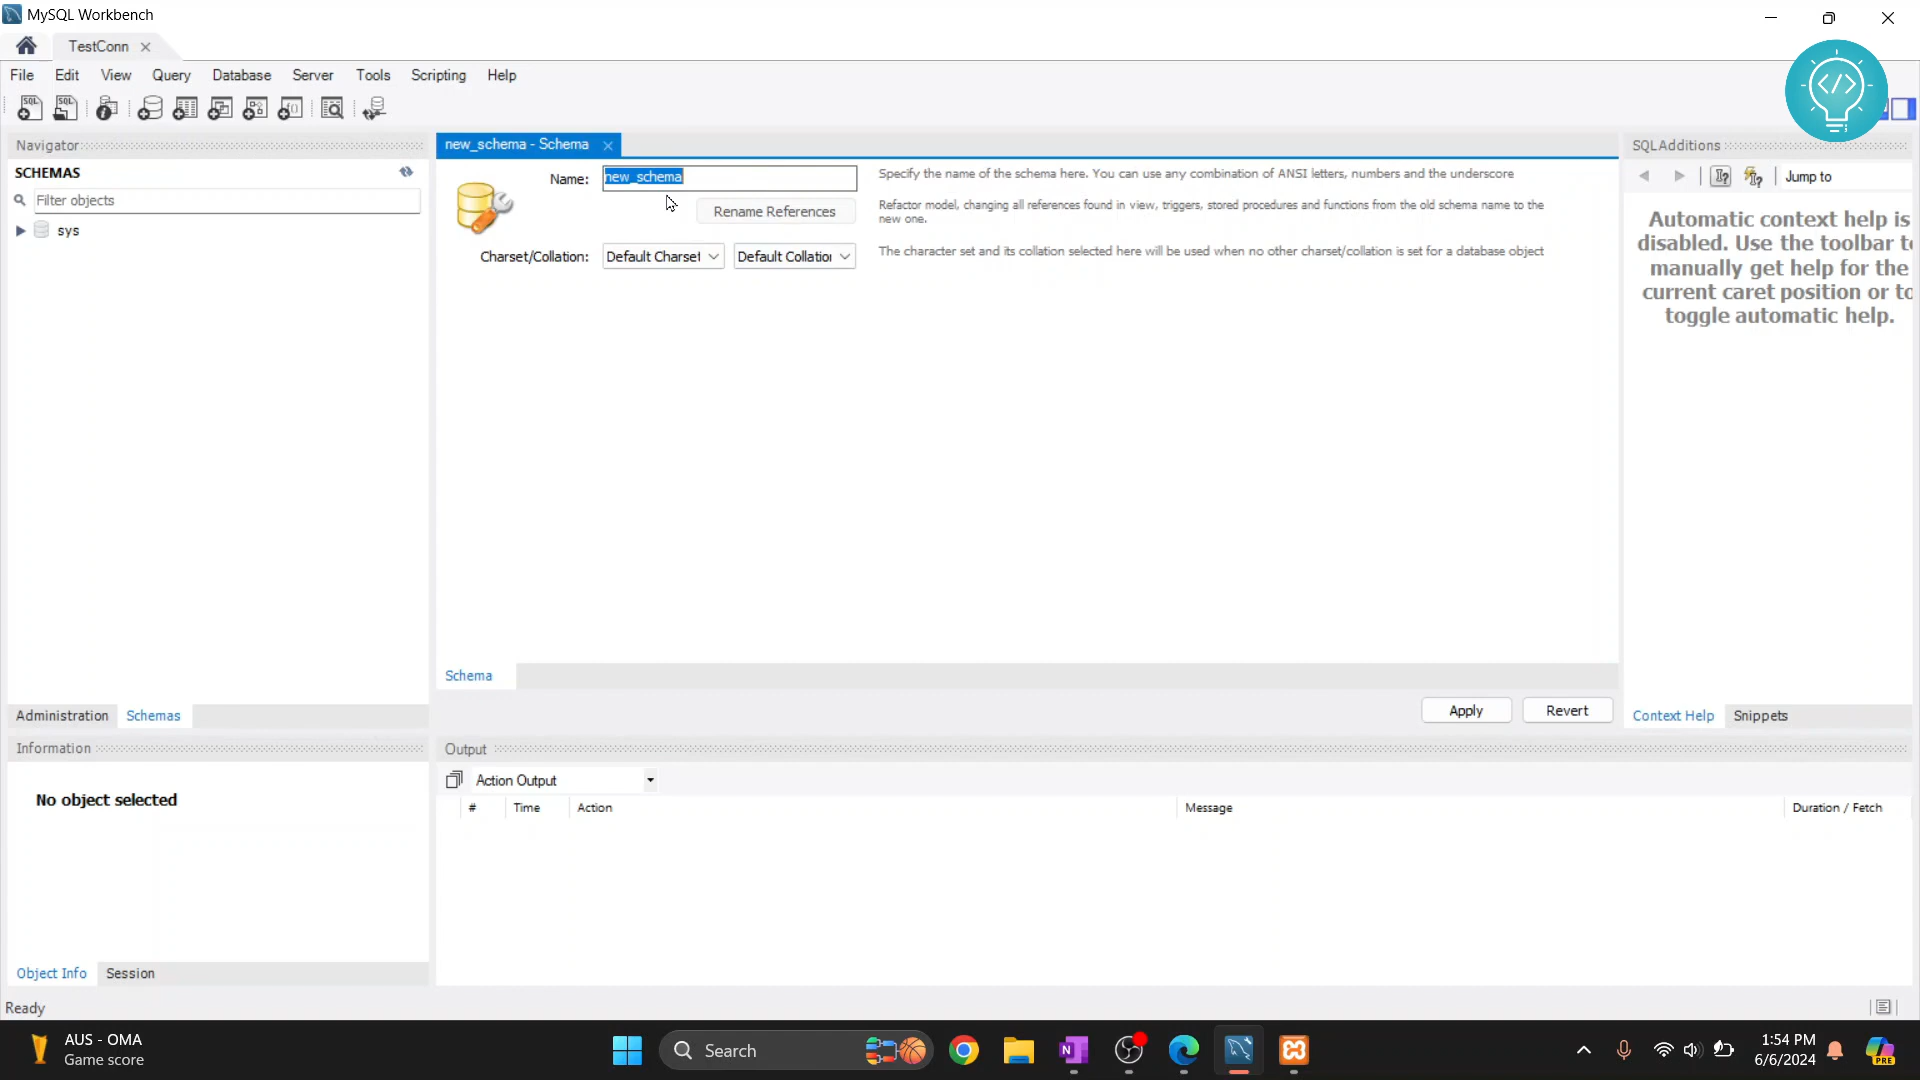 MySQL Workbench
TestConn
File Edit View Query Database Server Tools Scripting Help
Navigator
SCHEMAS
Filter objects
sys
Administration Schemas
Information
No object selected
Object Info Session
Ready
new_schema - Schema
Name: new_schema
Specify the name of the schema here. You can use any combination of ANSI letters, numbers and the underscore
Rename References
Refactor model, changing all references found in view, triggers, stored procedures and functions from the old schema name to the
new one.
Charset/Collation: Default Charset Default Collation
The character set and its collation selected here will be used when no other charset/collation is set for a database object
Schema
Apply Revert
Output
Action Output
# Time Action Message Duration / Fetch
SQLAdditions
Jump to
Automatic context help is
disabled. Use the toolbar to
manually get help for the
current caret position or to
toggle automatic help.
Context Help Snippets
AUS - OMA
Game score
Search
1:54 PM
6/6/2024
PRE